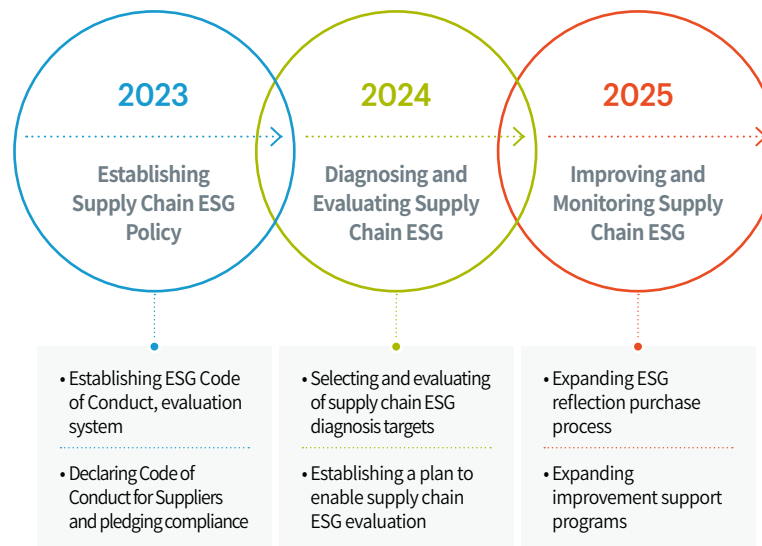 2023
Establishing
Supply Chain ESG
Policy
• Establishing ESG Code
of Conduct, evaluation
system
• Declaring Code of
Conduct for Suppliers
and pledging compliance
2024
Diagnosing and
Evaluating Supply
Chain ESG
• Selecting and evaluating
of supply chain ESG
diagnosis targets
• Establishing a plan to
enable supply chain
ESG evaluation
2025
Improving and
Monitoring Supply
Chain ESG
• Expanding ESG
reflection purchase
process
• Expanding
improvement support
programs